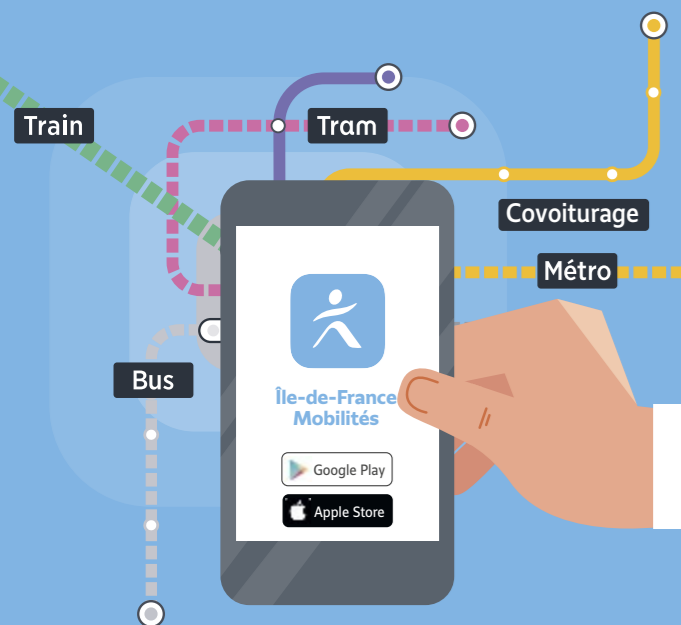 Train
Tram
Covoiturage
Métro
Bus
Île-de-France
Mobilités
Google Play
Apple Store